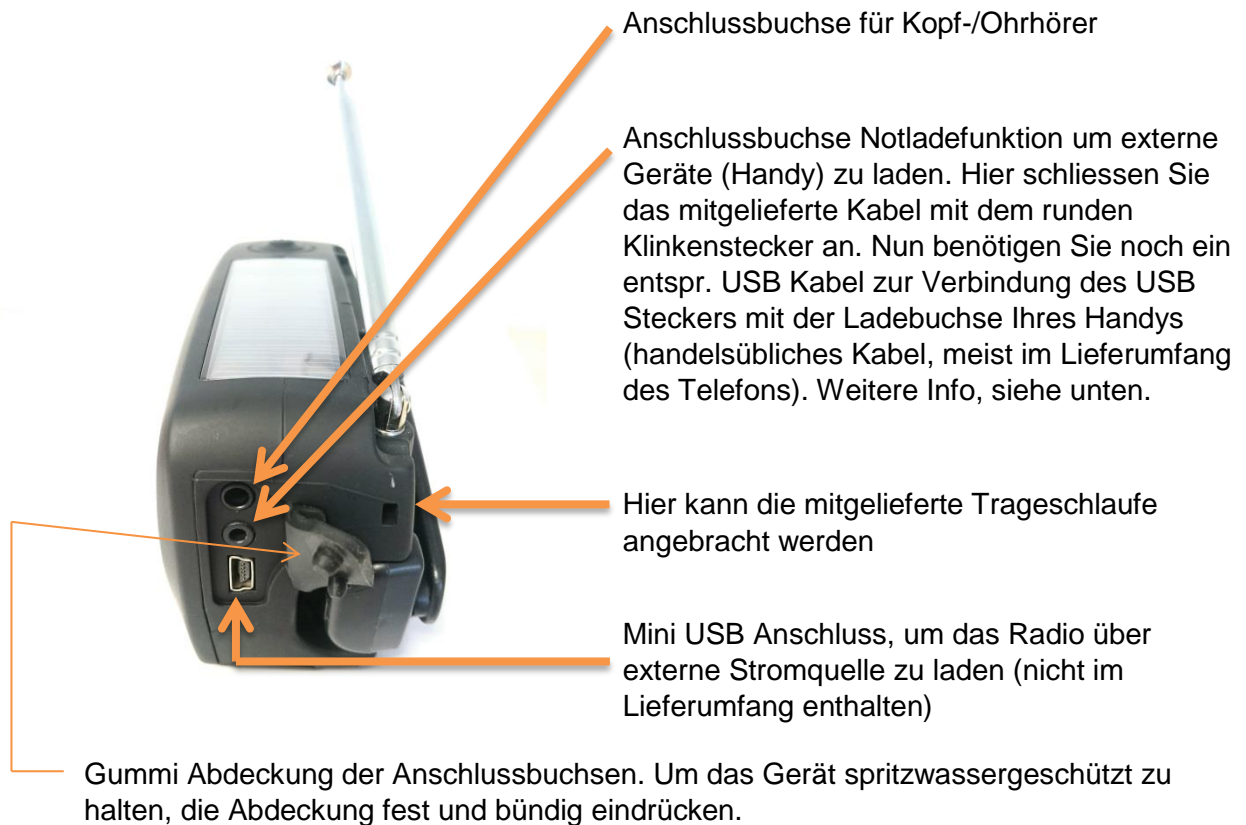 Anschlussbuchse für Kopf-/Ohrhörer
Anschlussbuchse Notladefunktion um externe
Geräte (Handy) zu laden. Hier schliessen Sie
das mitgelieferte Kabel mit dem runden
Klinkenstecker an. Nun benötigen Sie noch ein
entspr. USB Kabel zur Verbindung des USB
Steckers mit der Ladebuchse Ihres Handys
(handelsübliches Kabel, meist im Lieferumfang
des Telefons). Weitere Info, siehe unten.
Hier kann die mitgelieferte Trageschlaufe
angebracht werden
Mini USB Anschluss, um das Radio über
externe Stromquelle zu laden (nicht im
Lieferumfang enthalten)
Gummi Abdeckung der Anschlussbuchsen. Um das Gerät spritzwassergeschützt zu
halten, die Abdeckung fest und bündig eindrücken.